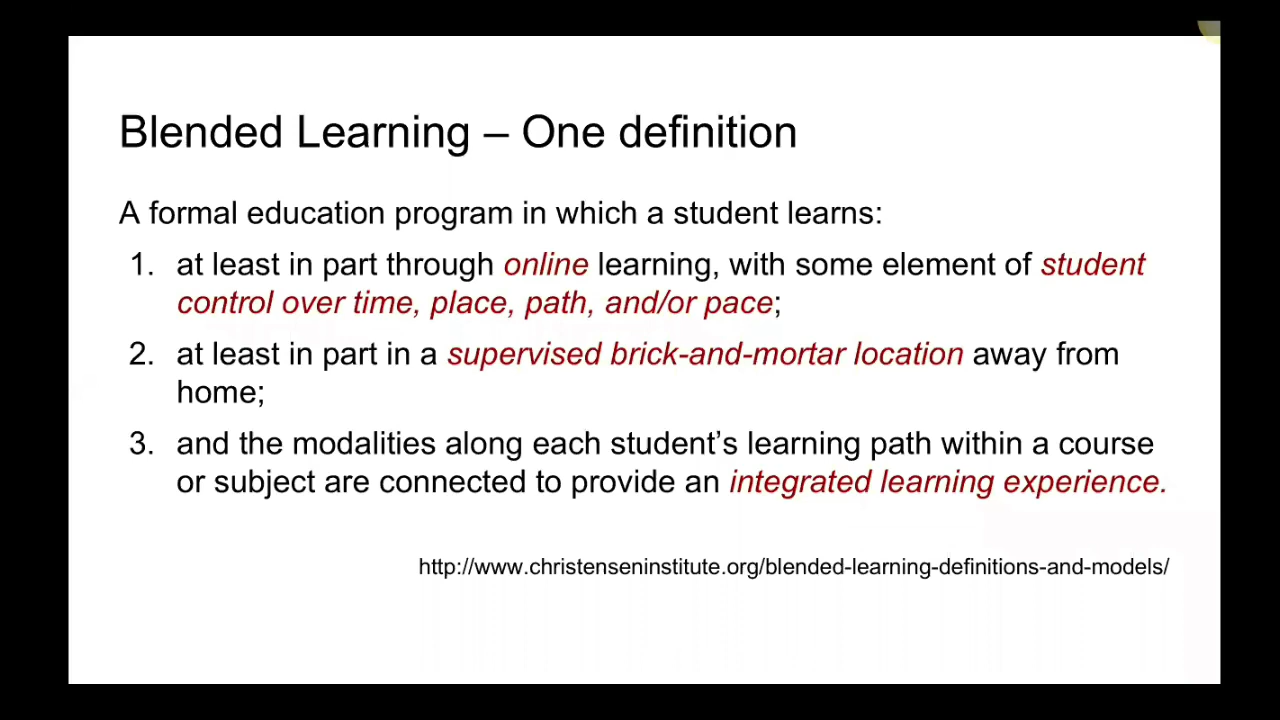 Blended Learning – One definition
A formal education program in which a student learns:
1. at least in part through online learning, with some element of student
control over time, place, path, and/or pace;
2. at least in part in a supervised brick-and-mortar location away from
home;
3. and the modalities along each student’s learning path within a course
or subject are connected to provide an integrated learning experience.
http://www.christenseninstitute.org/blended-learning-definitions-and-models/